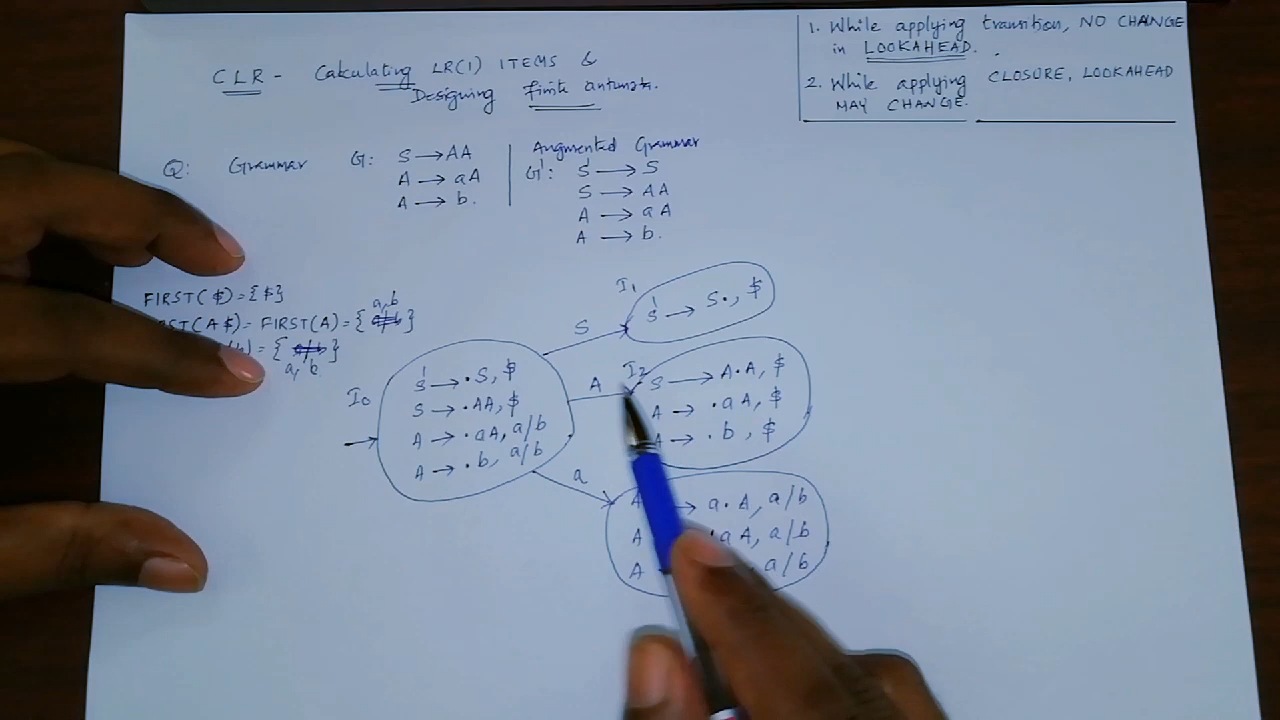 CLR - Calculating LR(1) ITEMS &
Designing finite automata.
1. While applying transition, NO CHANGE
in LOOKAHEAD.
2. While applying CLOSURE, LOOKAHEAD
MAY CHANGE.
Q: Grammar G: S → AA
A → aA
A → b.
Augmented Grammar
G': S' → S
S → AA
A → aA
A → b.
FIRST($) = {$}
a, b
ST(A$) = FIRST(A) = { }
= { }
a, b
I0
S' → .S, $
S → .AA, $
A → .aA, a/b
A → .b, a/b
S
I1
S' → S., $
A
I2
S → A.A, $
A → .aA, $
A → .b, $
a
A → a.A, a/b
A .aA, a/b
A a/b